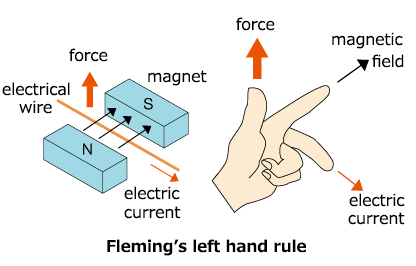 force
magnet
electrical
wire
S
N
electric
current
force
magnetic
field
electric
current
Fleming's left hand rule